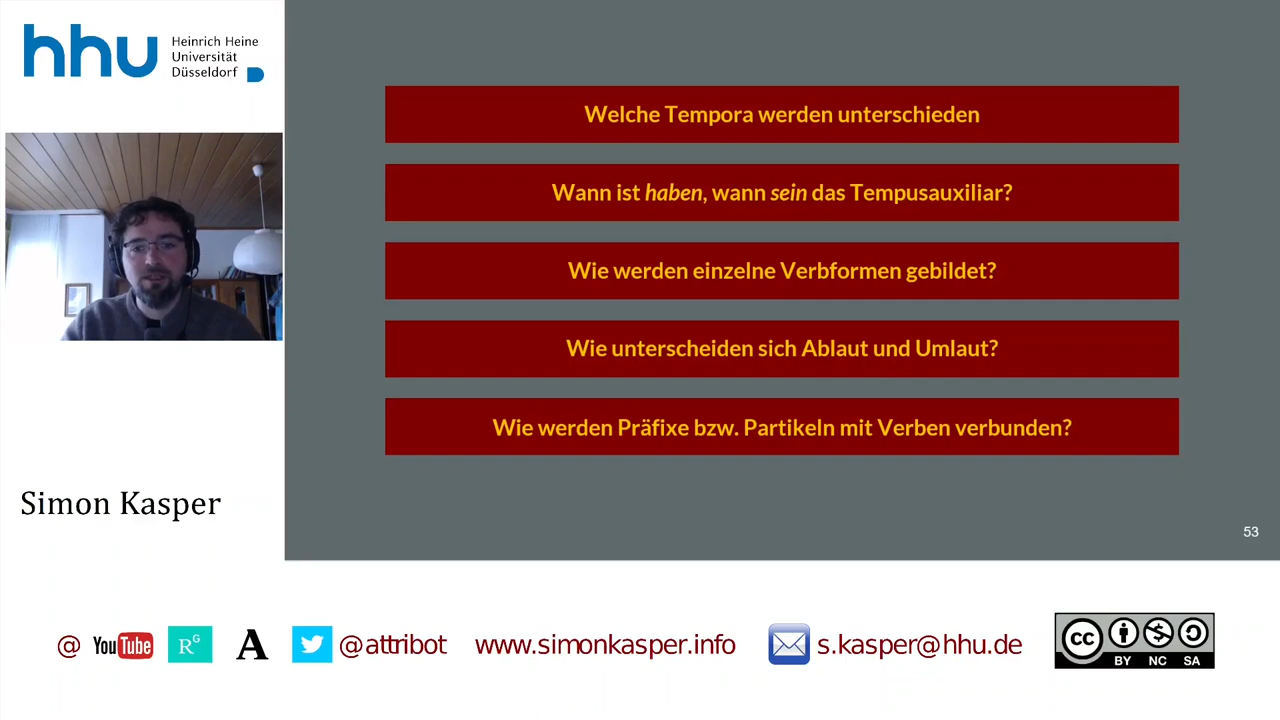 hhu
Heinrich Heine
Universität
Düsseldorf
Welche Tempora werden unterschieden
Wann ist haben, wann sein das Tempusauxiliar?
Wie werden einzelne Verbformen gebildet?
Wie unterscheiden sich Ablaut und Umlaut?
Wie werden Präfixe bzw. Partikeln mit Verben verbunden?
Simon Kasper
53
@ YouTube RG A @attribot www.simonkasper.info s.kasper@hhu.de
cc
BY NC SA